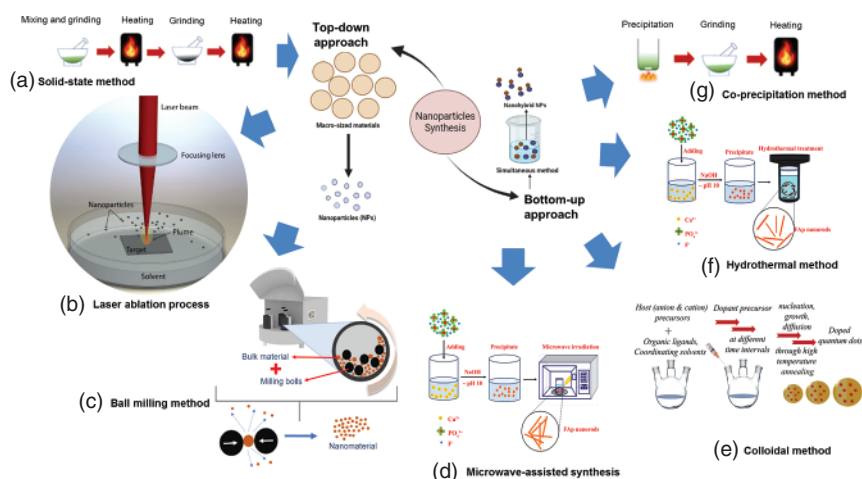 Mixing and grinding
Heating
Grinding
Heating
(a) Solid-state method
Top-down
approach
Macro-sized materials
Nanoparticles (NPs)
Nanoparticles
Synthesis
Nanohybrid NPs
Simultaneous method
Bottom-up
approach
Precipitation
Grinding
Heating
(g) Co-precipitation method
Laser beam
Focusing lens
Nanoparticles
Plume
Target
Solvent
(b) Laser ablation process
Adding
NaOH
~ pH 10
Precipitate
Hydrothermal treatment
Ca²⁺
PO₄³⁻
F⁻
FAp nanorods
(f) Hydrothermal method
Bulk material
+
Milling bolls
(c) Ball milling method
Nanomaterial
Adding
NaOH
~ pH 10
Precipitate
Microwave irradiation
Ca²⁺
PO₄³⁻
F⁻
FAp nanorods
(d) Microwave-assisted synthesis
Host (anion & cation)
precursors
+
Organic ligands,
Coordinating solvents
Dopant precursor
at different
time intervals
nucleation,
growth,
diffusion
through high
temperature
annealing
Doped
quantum dots
(e) Colloidal method